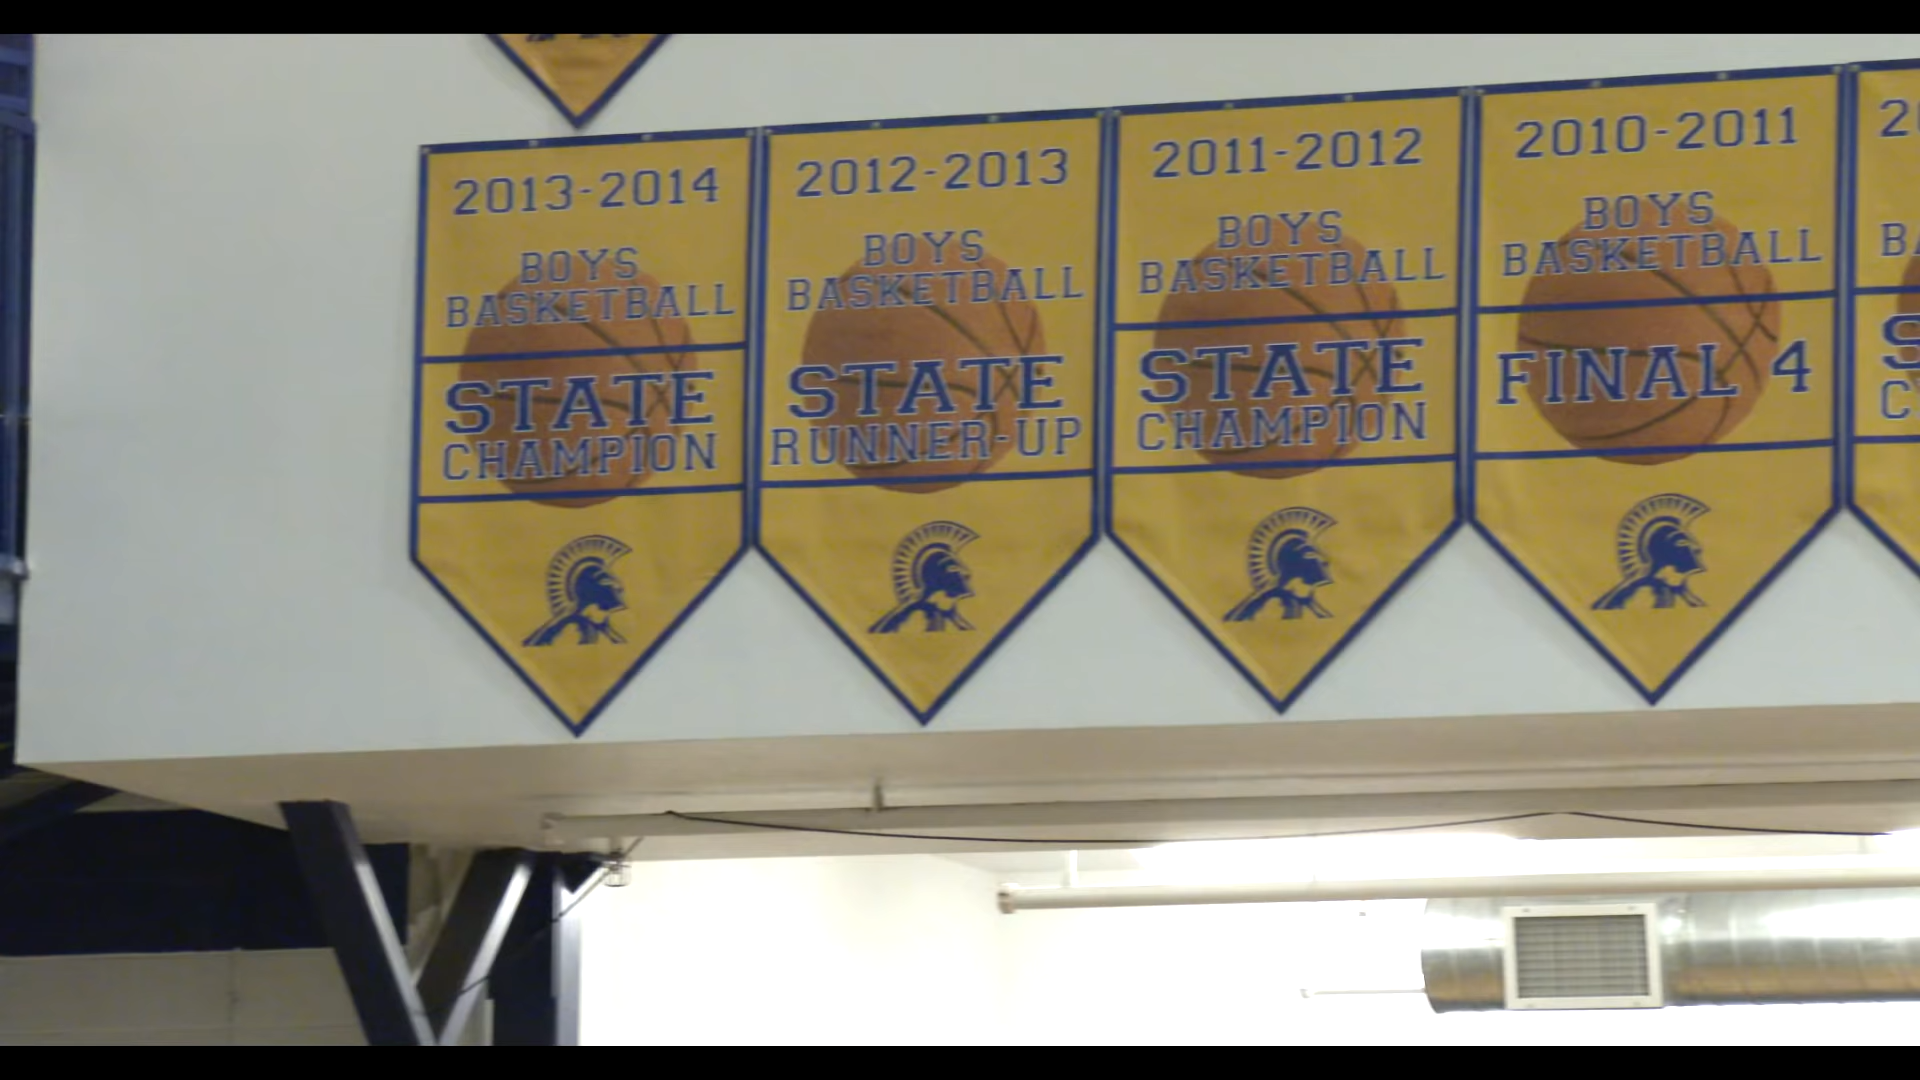 2013-2014
BOYS
BASKETBALL
STATE
CHAMPION
2012-2013
BOYS
BASKETBALL
STATE
RUNNER-UP
2011-2012
BOYS
BASKETBALL
STATE
CHAMPION
2010-2011
BOYS
BASKETBALL
FINAL 4